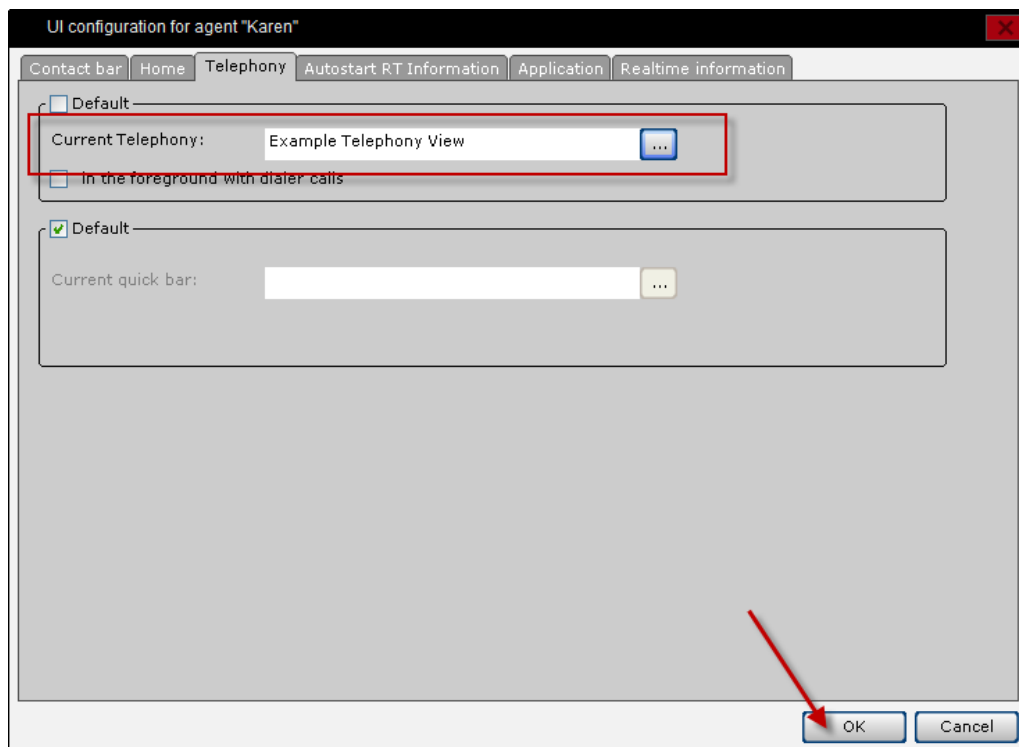 UI configuration for agent "Karen"
Contact bar Home Telephony Autostart RT Information Application Realtime information
Default
Current Telephony: Example Telephony View ...
In the foreground with dialer calls
Default
Current quick bar: ...
OK Cancel